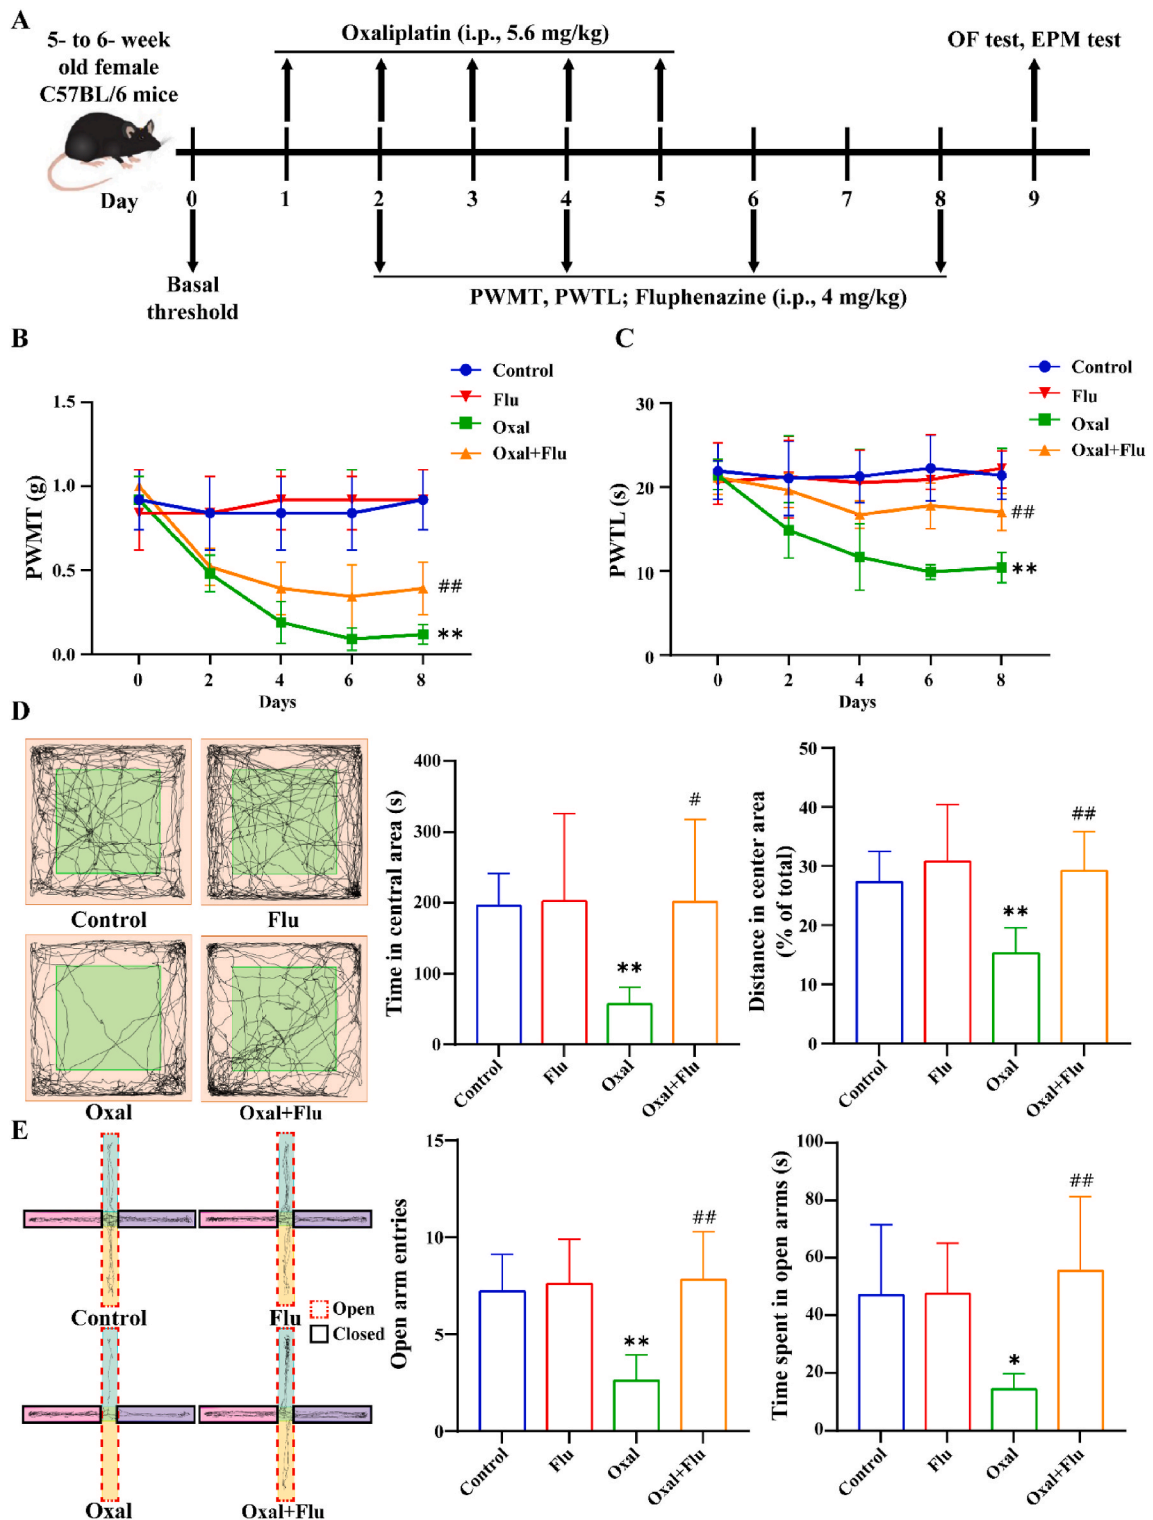 A
5- to 6- week
old female
C57BL/6 mice
Oxaliplatin (i.p., 5.6 mg/kg)
OF test, EPM test
Day
0 1 2 3 4 5 6 7 8 9
Basal
threshold
PWMT, PWTL; Fluphenazine (i.p., 4 mg/kg)
B
Control
Flu
Oxal
Oxal+Flu
PWMT (g)
1.5
1.0
0.5
0.0
##
**
0 2 4 6 8
Days
C
Control
Flu
Oxal
Oxal+Flu
PWTL (s)
30
20
10
0
##
**
0 2 4 6 8
Days
D
Control
Flu
Oxal
Oxal+Flu
Time in central area (s)
400
300
200
100
0
**
#
Control
Flu
Oxal
Oxal+Flu
Distance in center area
(% of total)
50
40
30
20
10
0
**
##
Control
Flu
Oxal
Oxal+Flu
E
Control
Flu
Open
Closed
Oxal
Oxal+Flu
Open arm entries
15
10
5
0
**
##
Control
Flu
Oxal
Oxal+Flu
Time spent in open arms (s)
100
80
60
40
20
0
*
##
Control
Flu
Oxal
Oxal+Flu